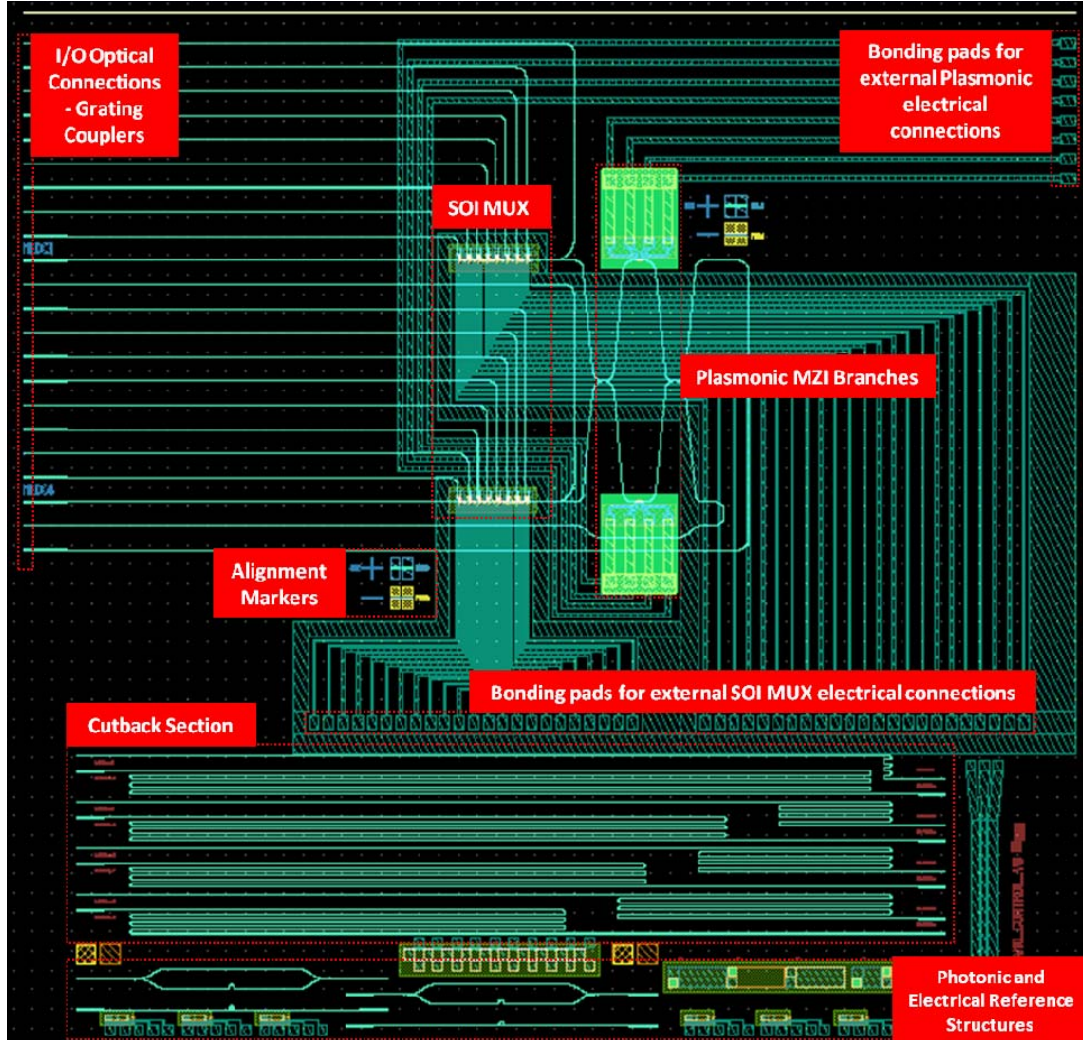 I/O Optical
Connections
- Grating
Couplers
Bonding pads for
external Plasmonic
electrical
connections
SOI MUX
Plasmonic MZI Branches
Alignment
Markers
Bonding pads for external SOI MUX electrical connections
Cutback Section
Photonic and
Electrical Reference
Structures